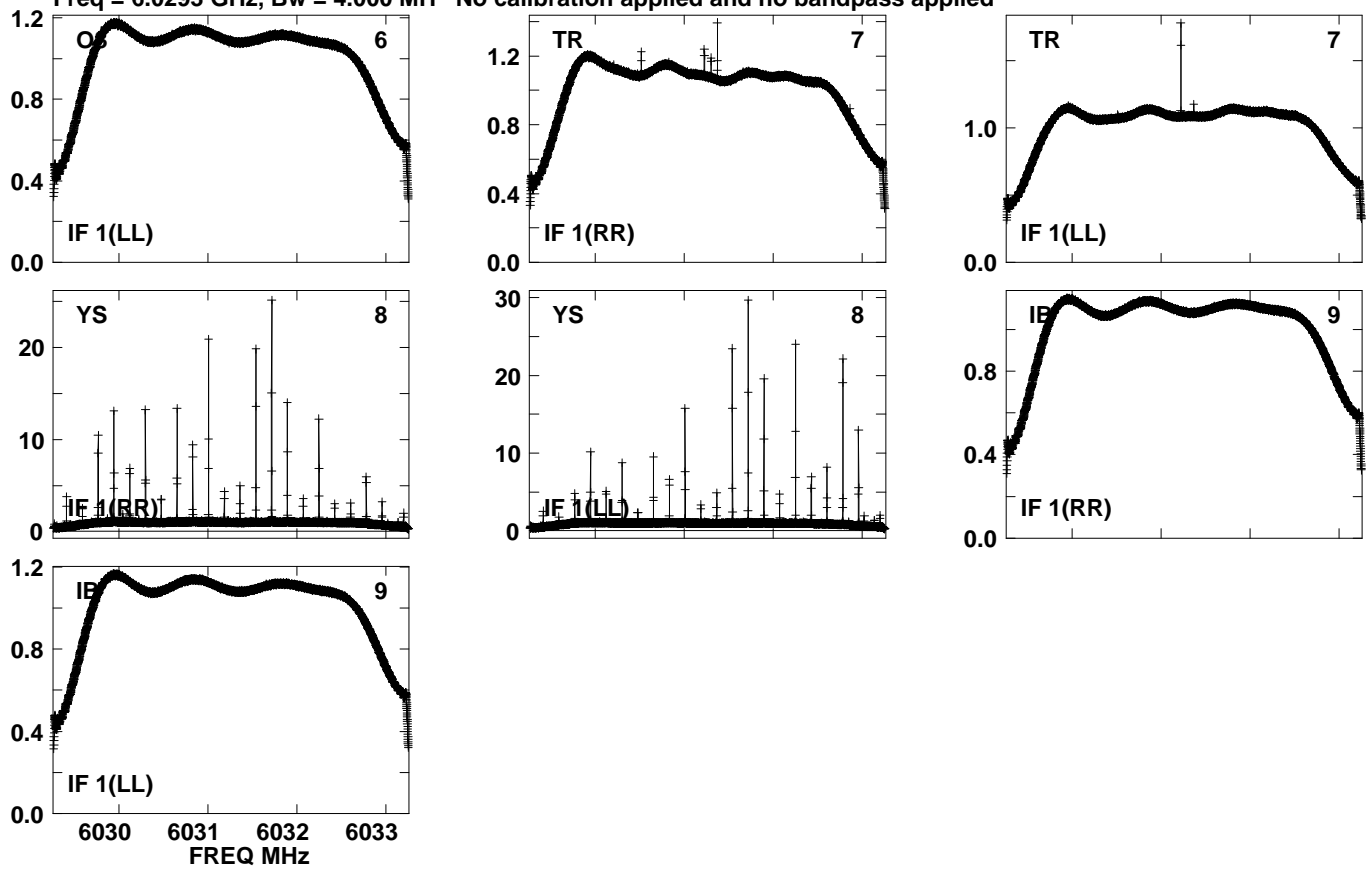 Freq = 6.0293 GHz, Bw = 4.000 MH No calibration applied and no bandpass applied
1.2
0.8
0.4
0.0
OS 6
IF 1(LL)
1.2
0.8
0.4
0.0
TR 7
IF 1(RR)
1.0
0.0
TR 7
IF 1(LL)
20
10
0
YS 8
IF 1(RR)
30
20
10
0
YS 8
IF 1(LL)
0.8
0.4
0.0
IB 9
IF 1(RR)
1.2
0.8
0.4
0.0
IB 9
IF 1(LL)
6030 6031 6032 6033
FREQ MHz